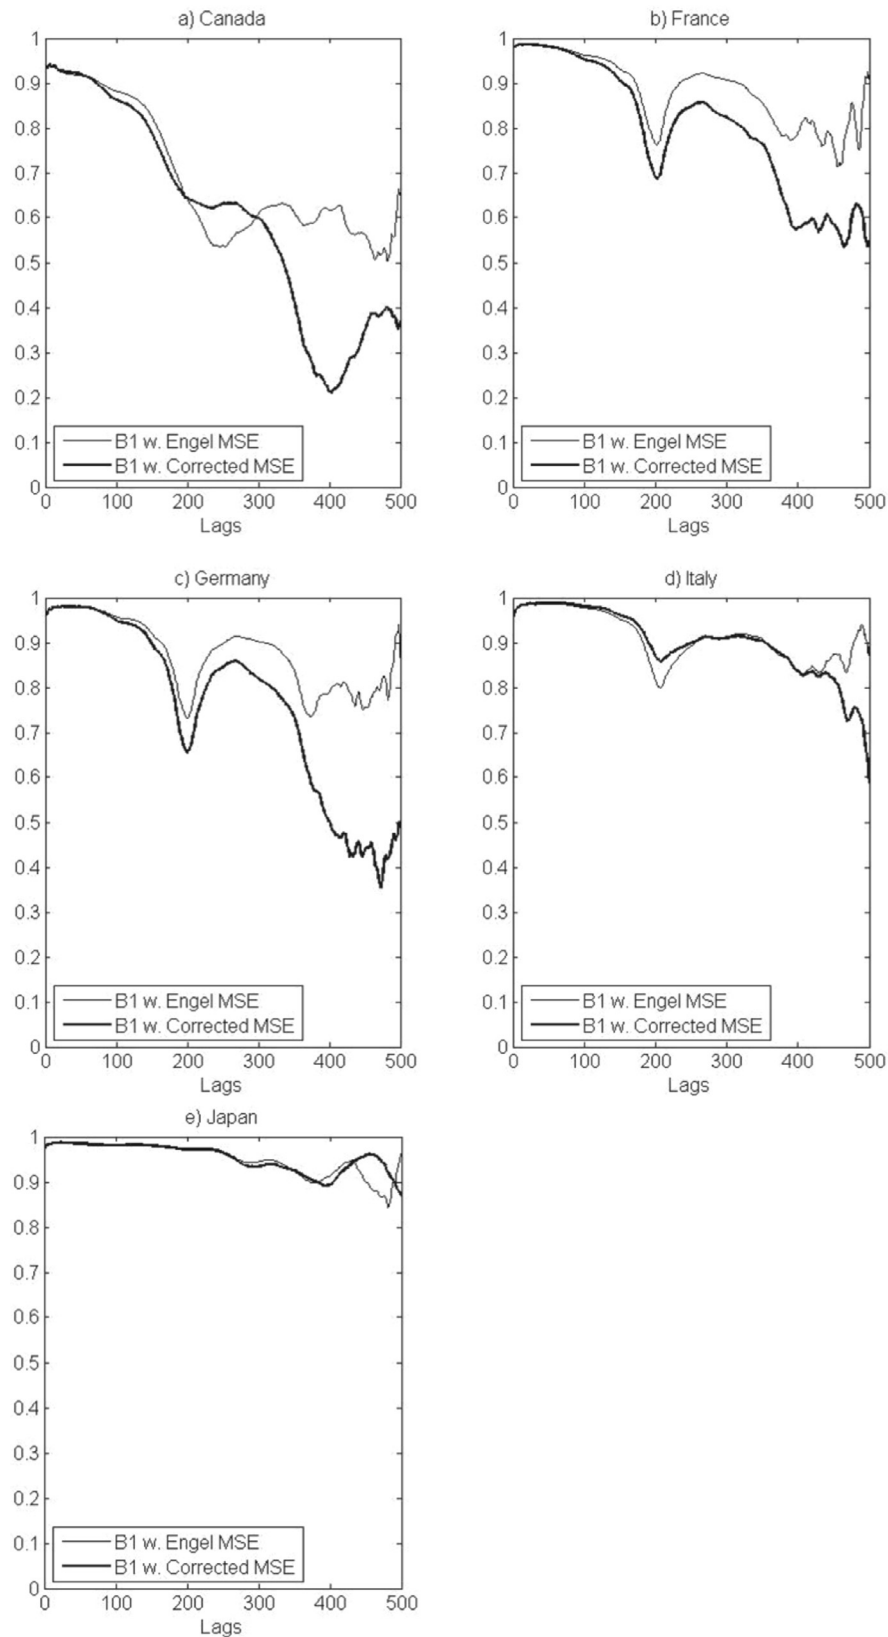 a) Canada
1
0.9
0.8
0.7
0.6
0.5
0.4
0.3
0.2
0.1
0
B1 w. Engel MSE
B1 w. Corrected MSE
0 100 200 300 400 500
Lags
b) France
1
0.9
0.8
0.7
0.6
0.5
0.4
0.3
0.2
0.1
0
B1 w. Engel MSE
B1 w. Corrected MSE
0 100 200 300 400 500
Lags
c) Germany
1
0.9
0.8
0.7
0.6
0.5
0.4
0.3
0.2
0.1
0
B1 w. Engel MSE
B1 w. Corrected MSE
0 100 200 300 400 500
Lags
d) Italy
1
0.9
0.8
0.7
0.6
0.5
0.4
0.3
0.2
0.1
0
B1 w. Engel MSE
B1 w. Corrected MSE
0 100 200 300 400 500
Lags
e) Japan
1
0.9
0.8
0.7
0.6
0.5
0.4
0.3
0.2
0.1
0
B1 w. Engel MSE
B1 w. Corrected MSE
0 100 200 300 400 500
Lags